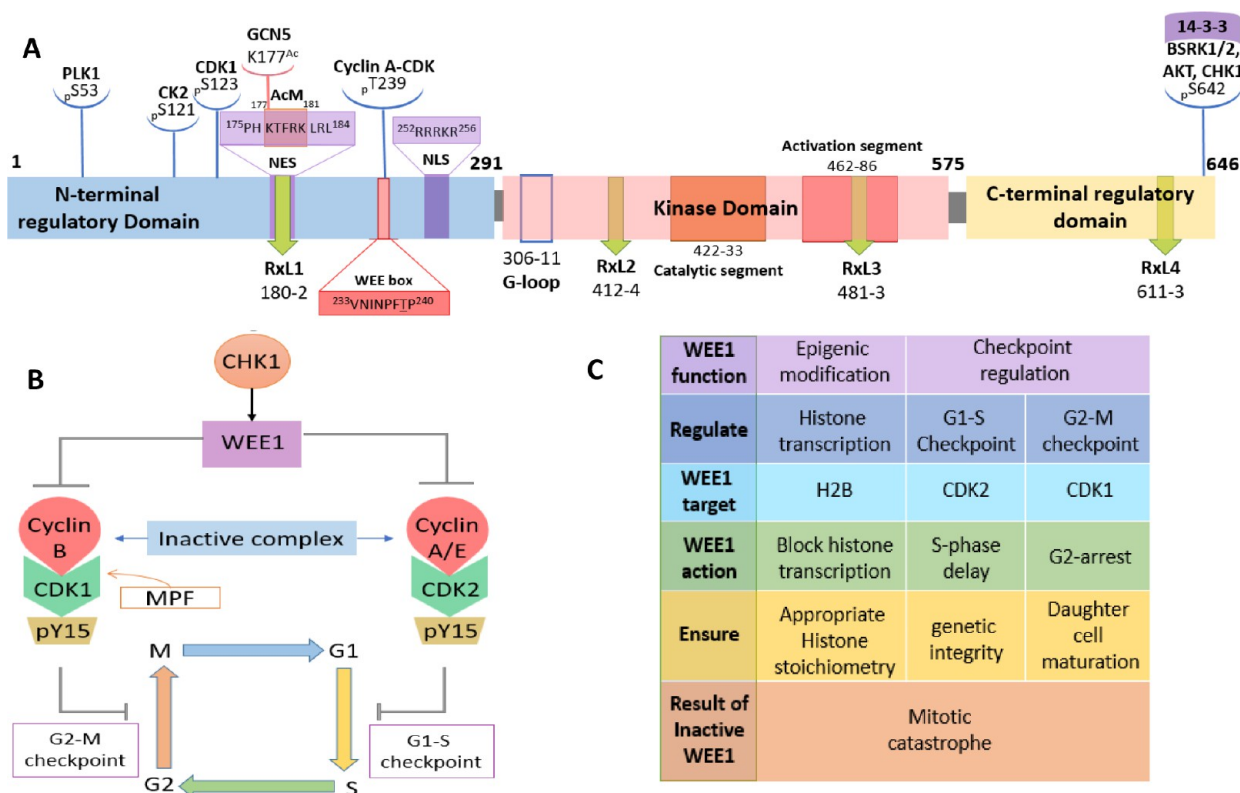 A
PLK1
pS53
CK2
pS121
CDK1
pS123
GCN5
K177Ac
AcM
177 181
175PH KTFRK LRL184
NES
Cyclin A-CDK
pT239
252RRRKR256
NLS
14-3-3
BSRK1/2,
AKT, CHK1
pS642
1
291
575
646
N-terminal
regulatory Domain
Kinase Domain
Activation segment
462-86
C-terminal regulatory
domain
RxL1
180-2
WEE box
233VNINPFTP240
306-11
G-loop
RxL2
412-4
422-33
Catalytic segment
RxL3
481-3
RxL4
611-3
B
CHK1
WEE1
Cyclin
B
CDK1
pY15
Inactive complex
MPF
Cyclin
A/E
CDK2
pY15
M
G1
G2
S
G2-M
checkpoint
G1-S
checkpoint
C
WEE1
function
Epigenic
modification
Checkpoint
regulation
Regulate
Histone
transcription
G1-S
Checkpoint
G2-M
checkpoint
WEE1
target
H2B
CDK2
CDK1
WEE1
action
Block histone
transcription
S-phase
delay
G2-arrest
Ensure
Appropriate
Histone
stoichiometry
genetic
integrity
Daughter
cell
maturation
Result of
Inactive
WEE1
Mitotic
catastrophe